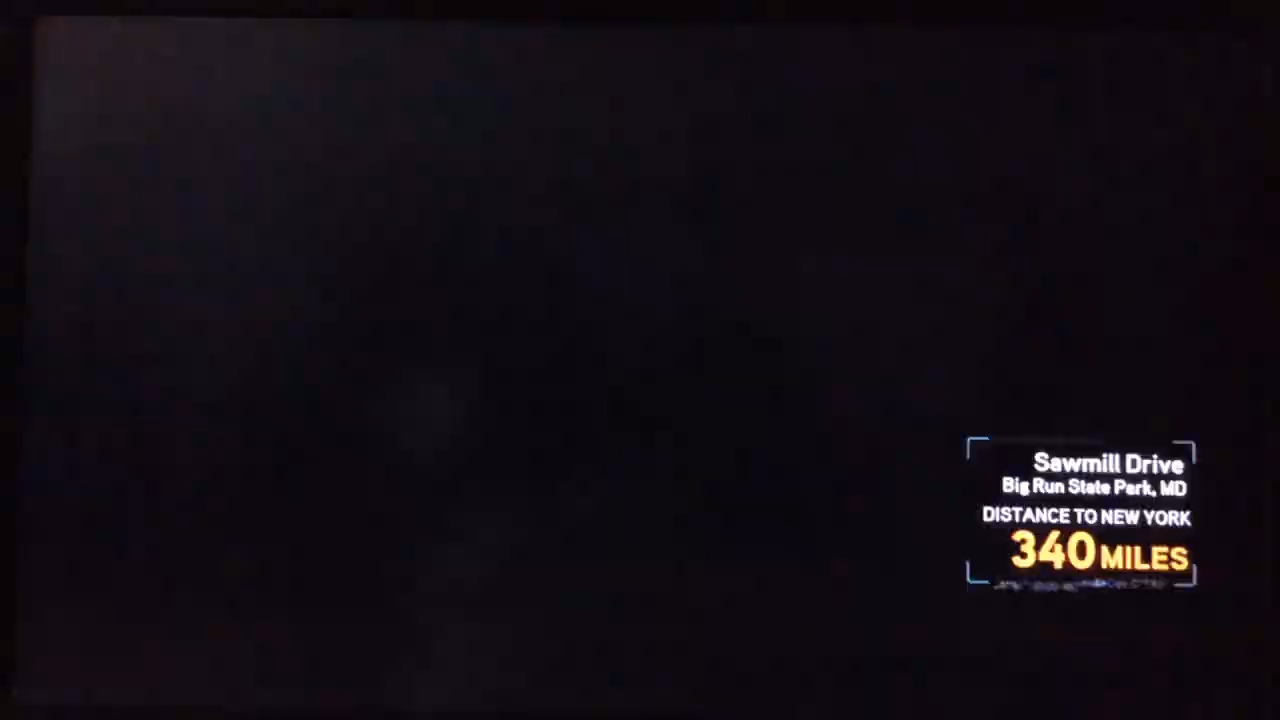 Sawmill Drive
Big Run State Park, MD
DISTANCE TO NEW YORK
340 MILES